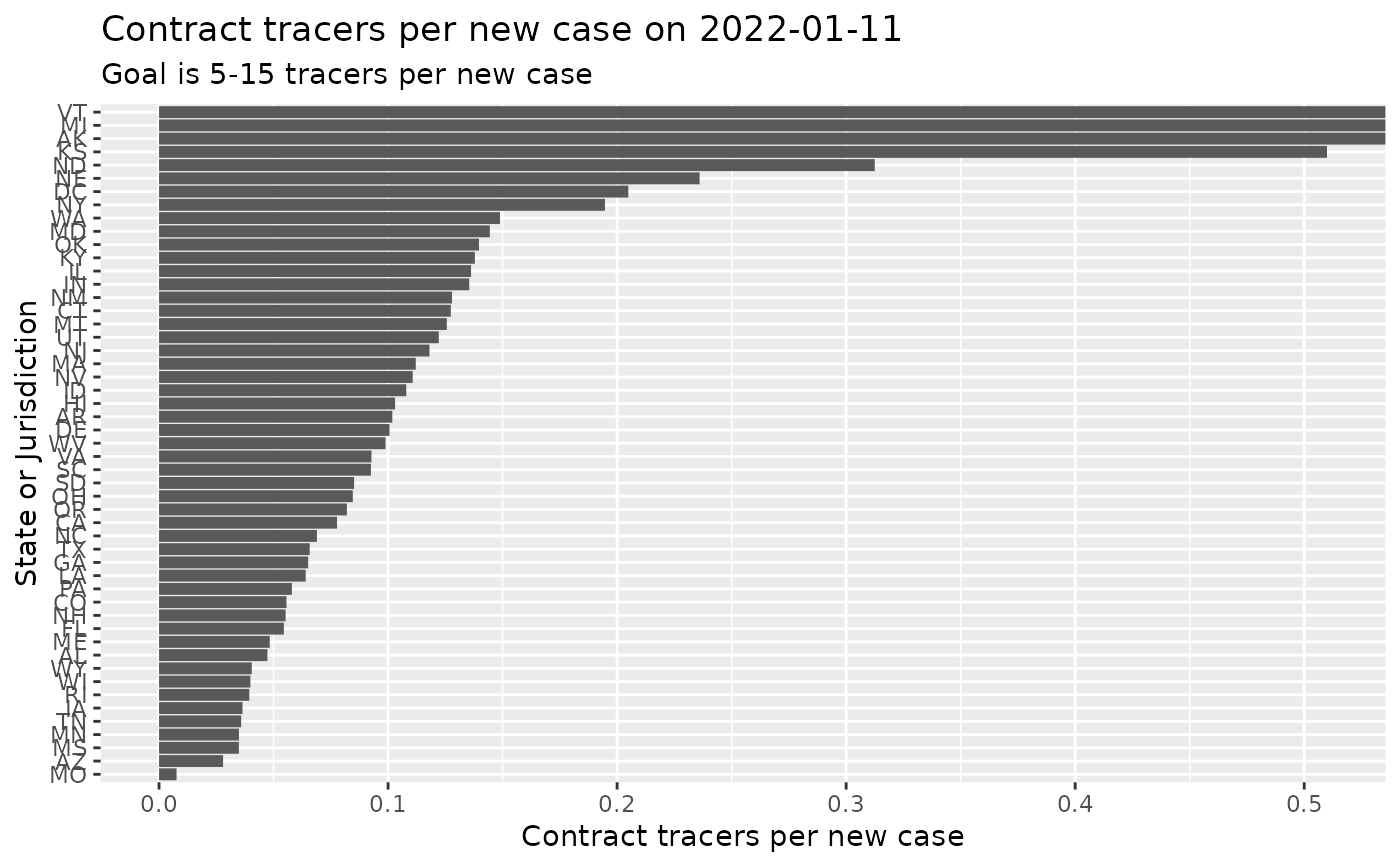 Contract tracers per new case on 2022-01-11
Goal is 5-15 tracers per new case
State or Jurisdiction
VT
MI
AK
KS
ND
NE
DC
NY
WA
MD
OK
KY
IL
IN
NM
CT
MT
UT
NJ
MA
NV
ID
HI
AR
DE
WV
VA
SC
SD
OH
OR
CA
NC
TX
GA
LA
PA
CO
NH
FL
ME
AL
WY
WI
RI
IA
TN
MN
MS
AZ
MO
0.0 0.1 0.2 0.3 0.4 0.5
Contract tracers per new case